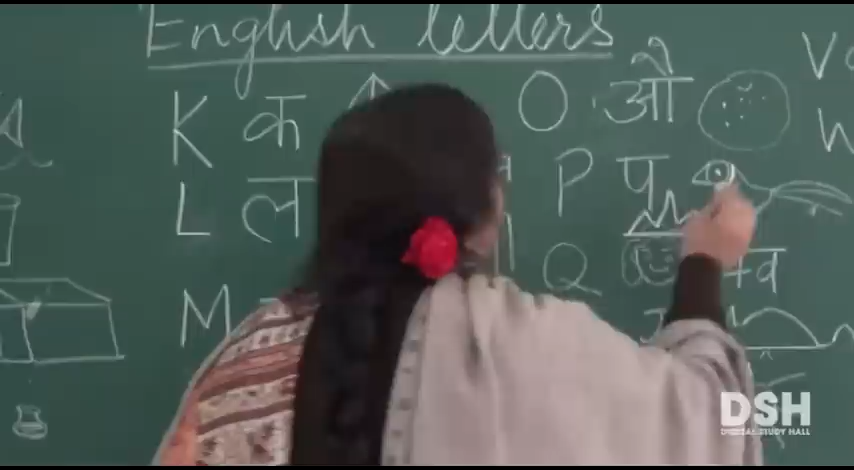 English letters
K क O औ
L ल P प
M Q क+व
DSH
DIGITAL STUDY HALL